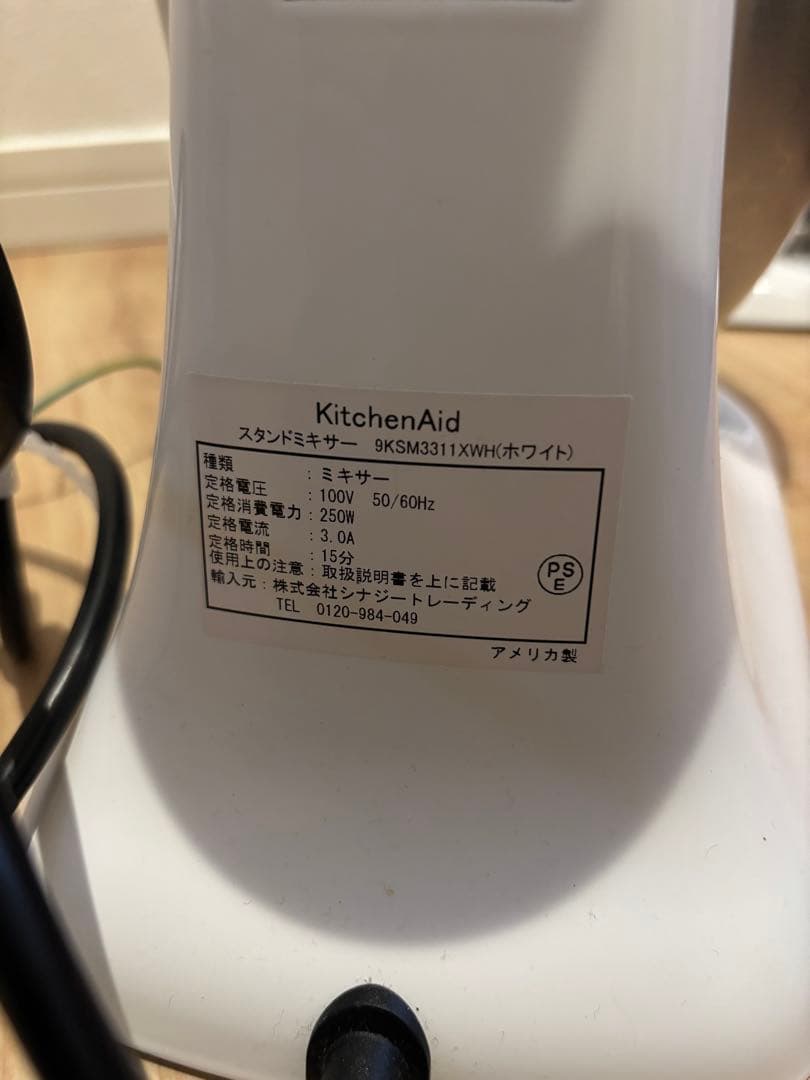 KitchenAid
スタンドミキサー 9KSM3311XWH(ホワイト)
種類 : ミキサー
定格電圧 : 100V 50/60Hz
定格消費電力 : 250W
定格電流 : 3.0A
定格時間 : 15分
使用上の注意 : 取扱説明書を上に記載
輸入元 : 株式会社シナジートレーディング
TEL 0120-984-049
PS
E
アメリカ製